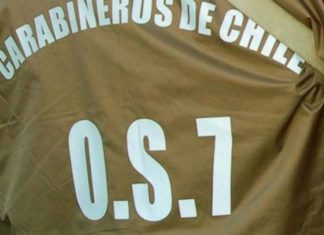 CARABINEROS DE CHILE
O.S.7